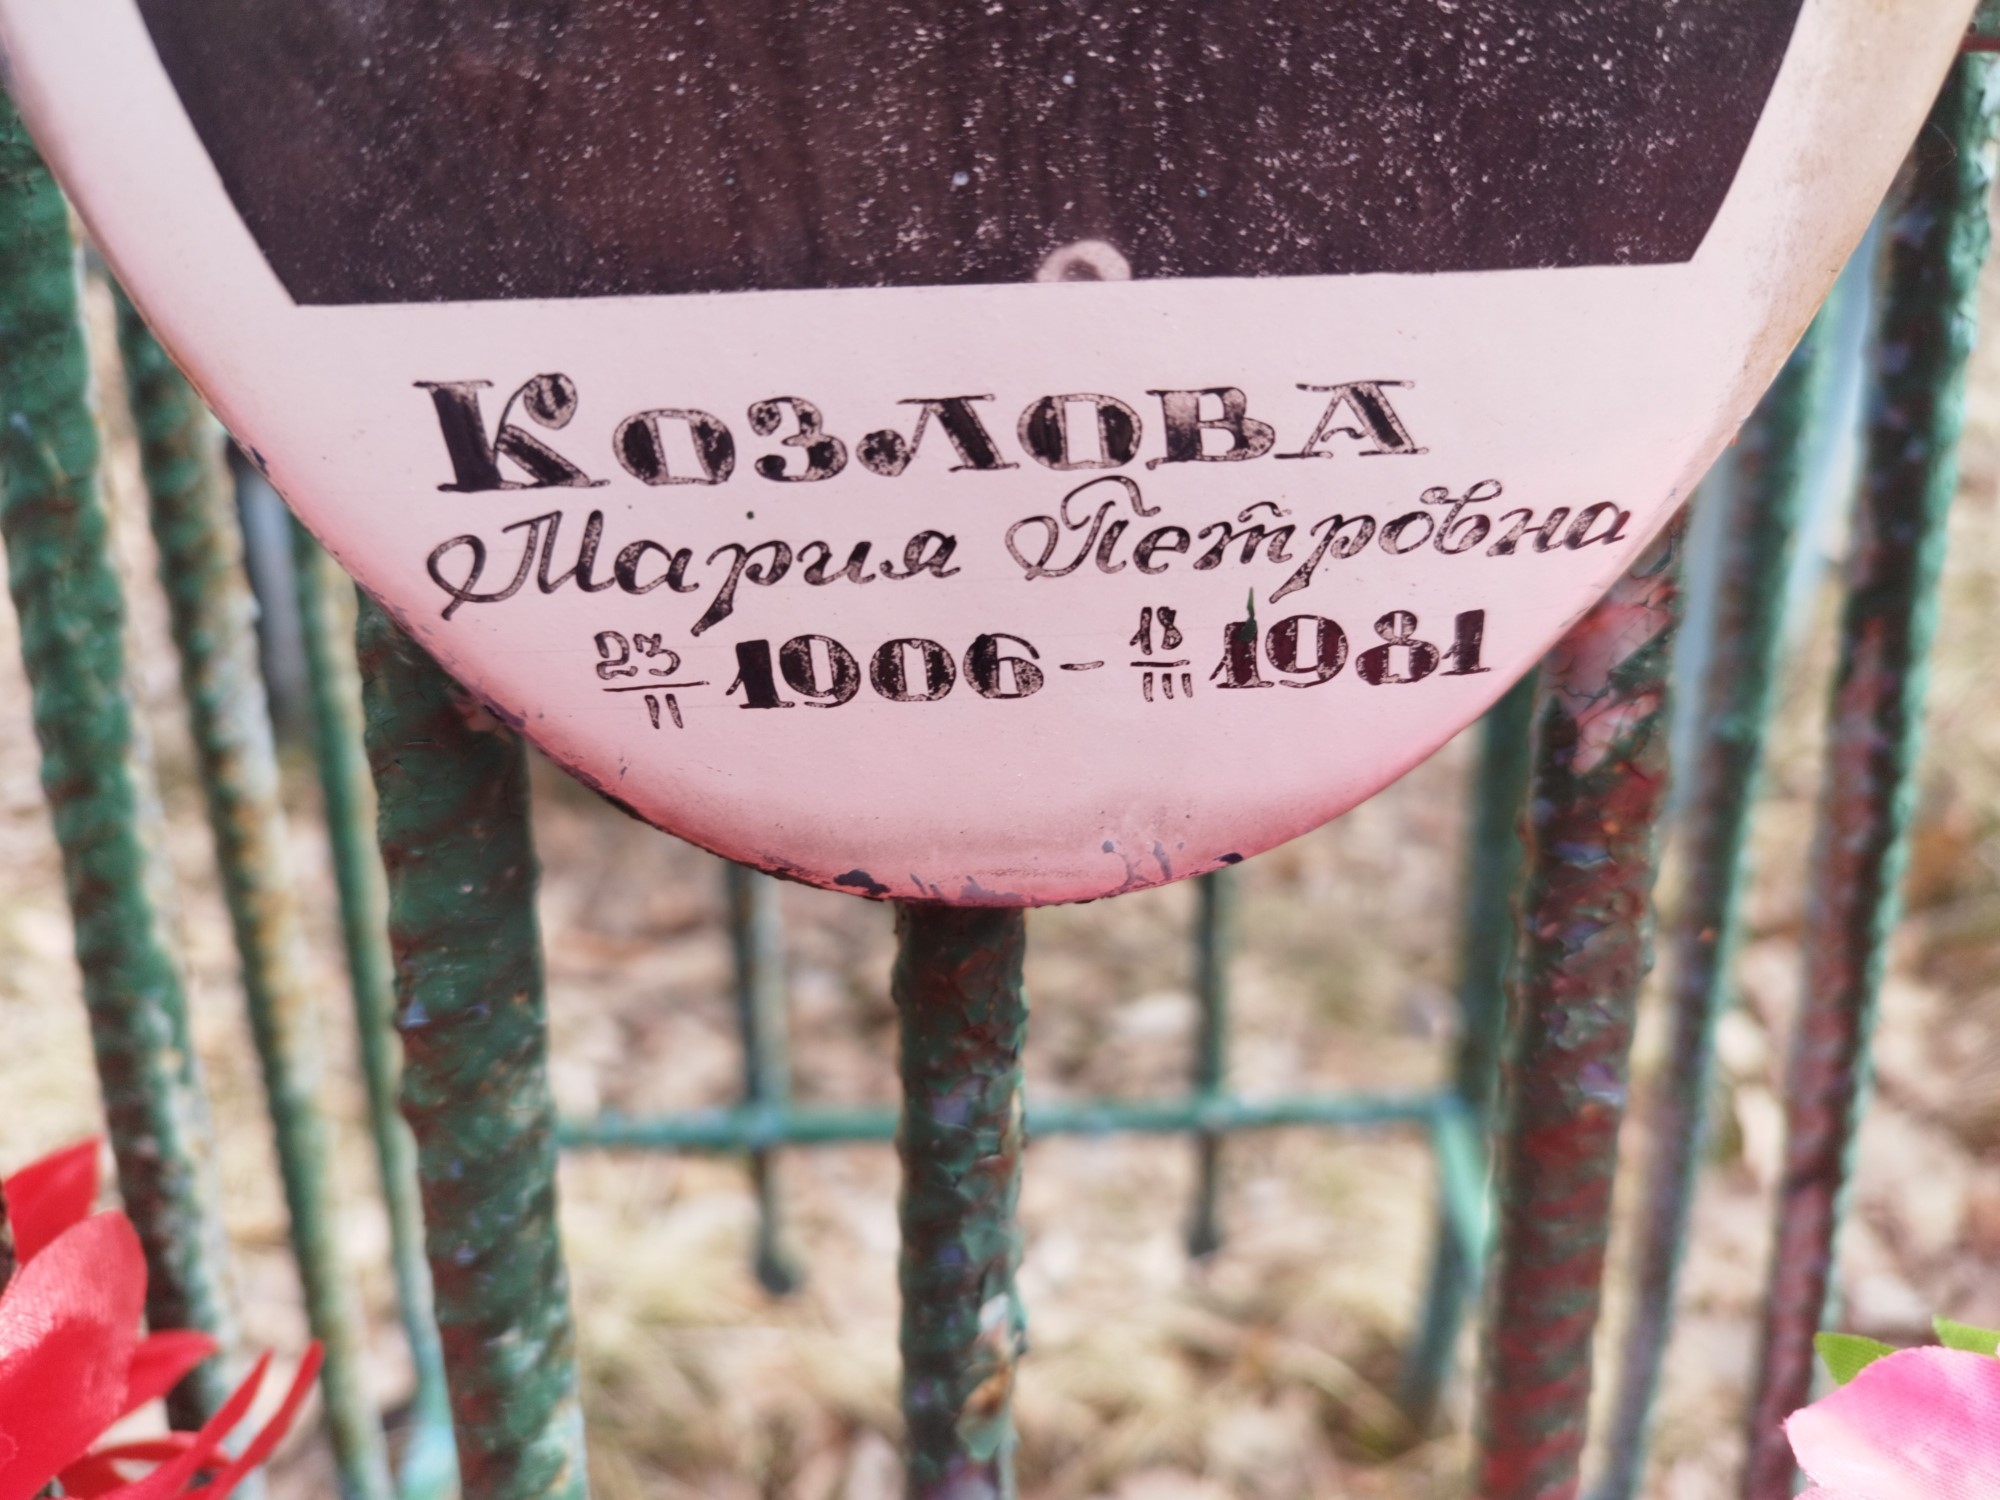 Козлова
Мария Петровна
23/II 1906 - 18/III 1981